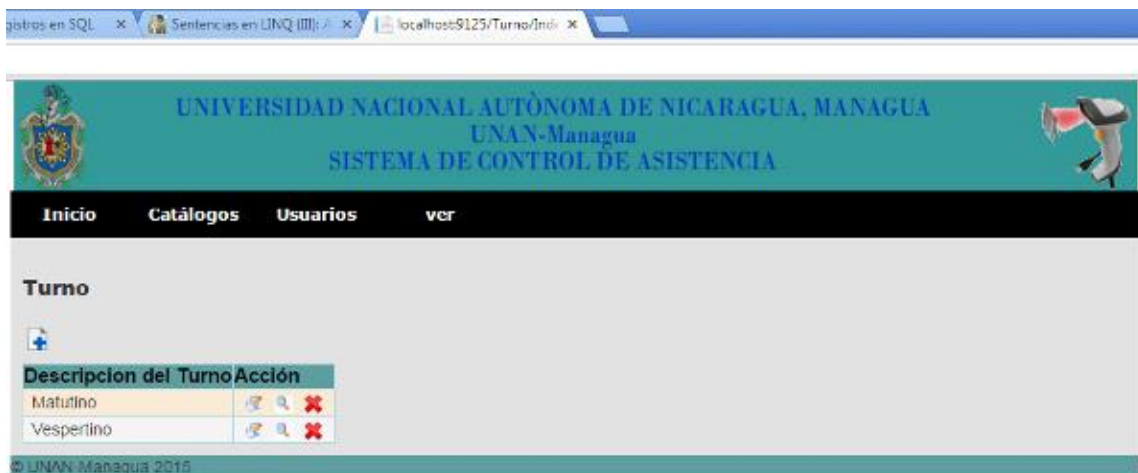 gistros en SQL
Sentencias en LINQ (III): A
localhost:9125/Turno/Ind
UNIVERSIDAD NACIONAL AUTÒNOMA DE NICARAGUA, MANAGUA
UNAN-Managua
SISTEMA DE CONTROL DE ASISTENCIA
Inicio Catálogos Usuarios ver
Turno
Descripcion del Turno Acción
Matutino
Vespertino
© UNAN-Managua 2015